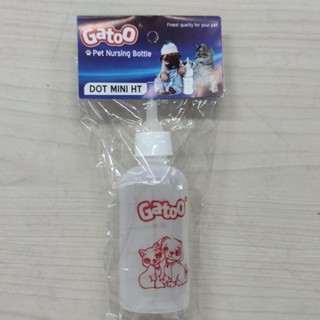 Finest quality for your pet
GatoO
Pet Nursing Bottle
DOT MINI HT
GatoO